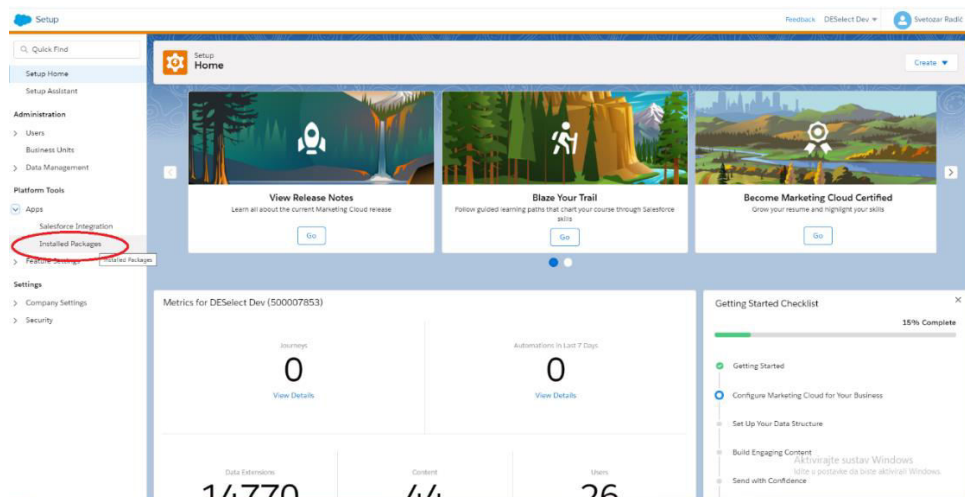 Setup
Feedback
DESelect Dev
Svetozar Radić
Quick Find
Setup Home
Setup Assistant
Administration
Users
Business Units
Data Management
Platform Tools
Apps
Salesforce Integration
Installed Packages
Feature Settings
Installed Packages
Settings
Company Settings
Security
Setup
Home
Create
View Release Notes
Learn all about the current Marketing Cloud release
Go
Blaze Your Trail
Follow guided learning paths that chart your course through Salesforce
skills
Go
Become Marketing Cloud Certified
Grow your resume and highlight your skills
Go
Metrics for DESelect Dev (500007853)
Journeys
0
View Details
Automations in Last 7 Days
0
View Details
Data Extensions
14770
Content
44
Users
26
Getting Started Checklist
15% Complete
Getting Started
Configure Marketing Cloud for Your Business
Set Up Your Data Structure
Build Engaging Content
Send with Confidence
Aktivirajte sustav Windows
Idite u postavke da biste aktivirali Windows.